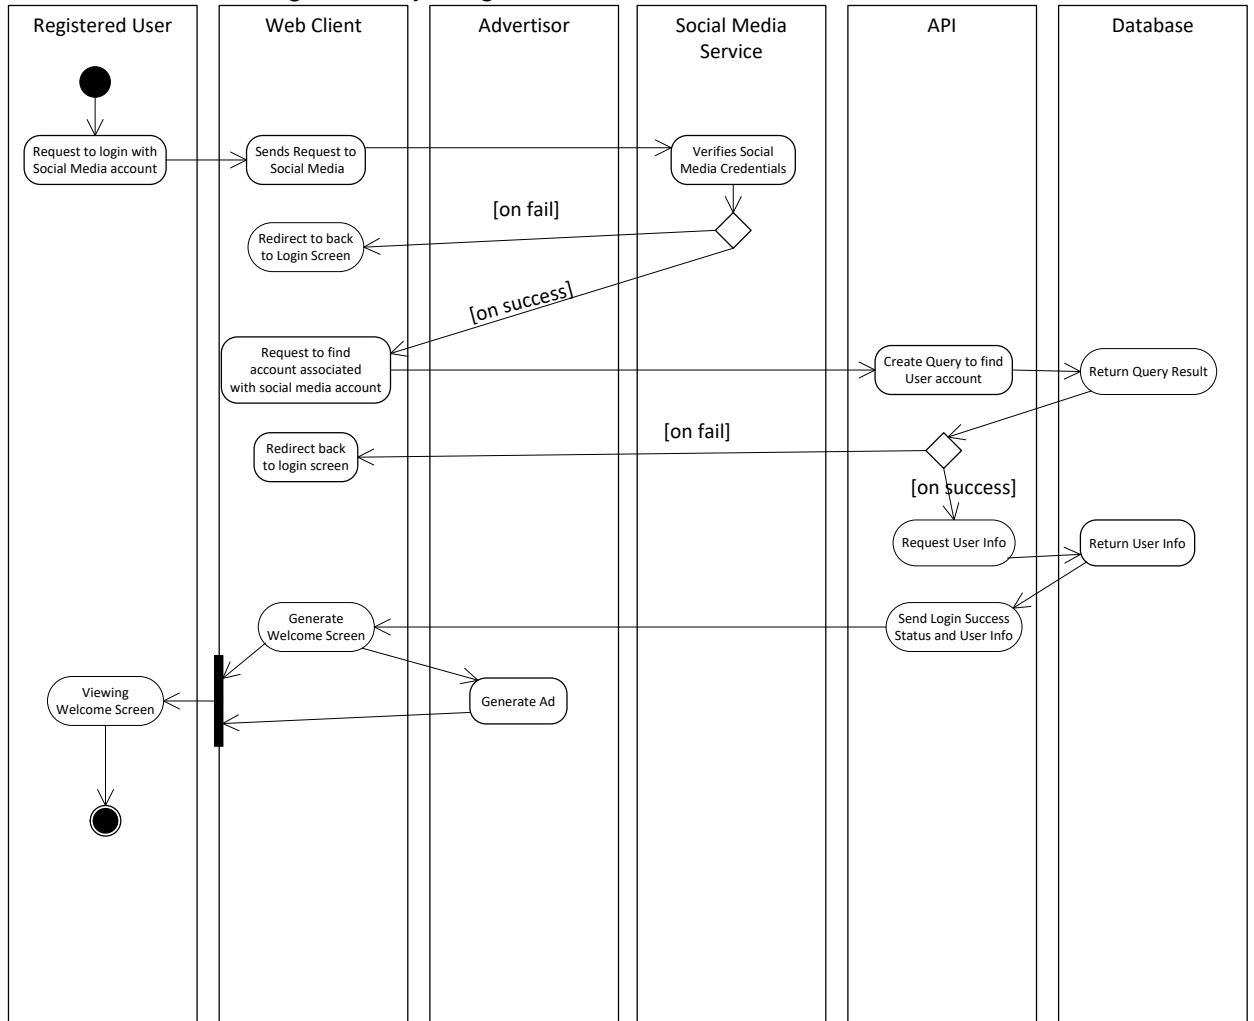 Registered User
Web Client
Advertisor
Social Media
Service
API
Database
Request to login with
Social Media account
Sends Request to
Social Media
Verifies Social
Media Credentials
[on fail]
Redirect to back
to Login Screen
[on success]
Request to find
account associated
with social media account
Create Query to find
User account
Return Query Result
[on fail]
Redirect back
to login screen
[on success]
Request User Info
Return User Info
Generate
Welcome Screen
Send Login Success
Status and User Info
Viewing
Welcome Screen
Generate Ad